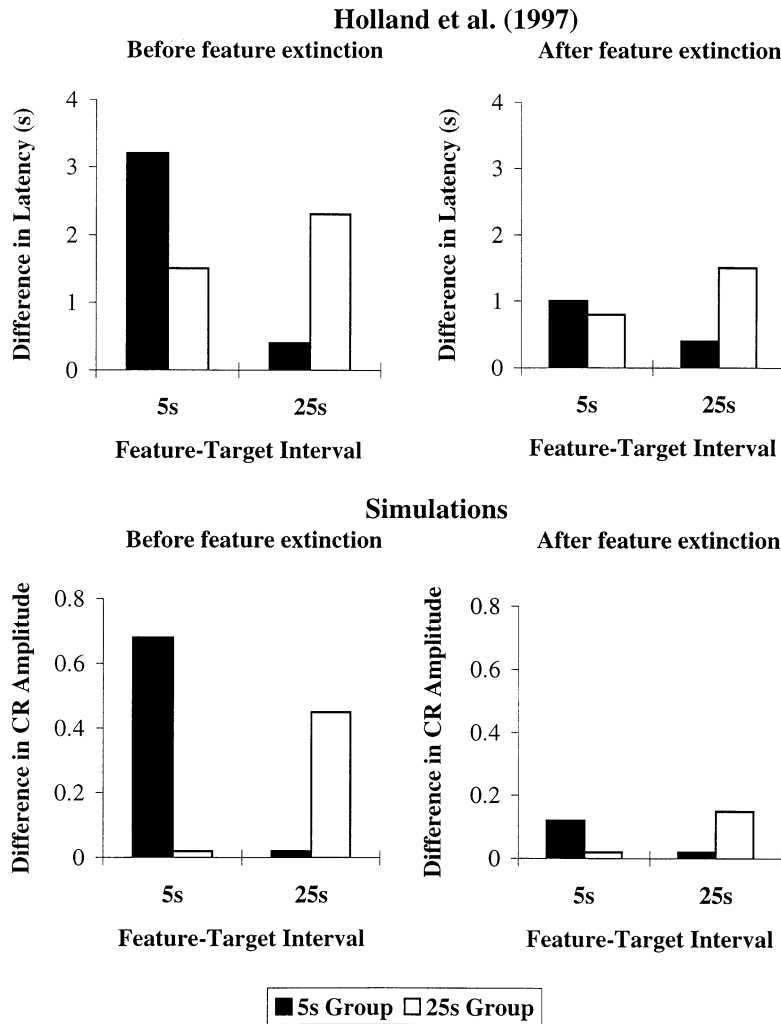 Holland et al. (1997)
Before feature extinction
Difference in Latency (s)
4
3
2
1
0
5s
25s
Feature-Target Interval
After feature extinction
Difference in Latency (s)
4
3
2
1
0
5s
25s
Feature-Target Interval
Simulations
Before feature extinction
Difference in CR Amplitude
0.8
0.6
0.4
0.2
0
5s
25s
Feature-Target Interval
After feature extinction
Difference in CR Amplitude
0.8
0.6
0.4
0.2
0
5s
25s
Feature-Target Interval
5s Group 25s Group